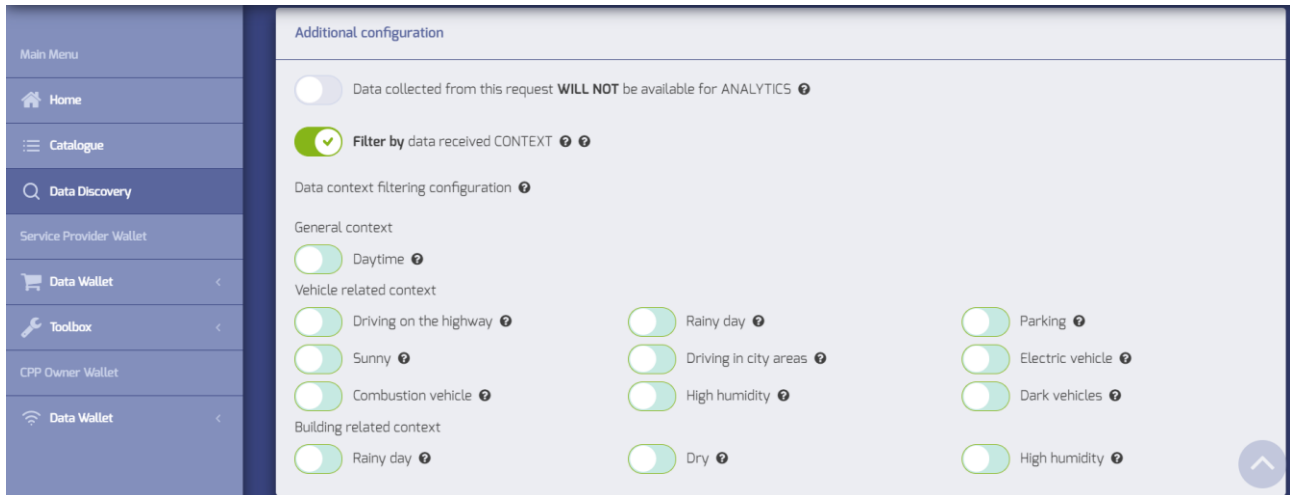 Main Menu
Home
Catalogue
Data Discovery
Service Provider Wallet
Data Wallet
Toolbox
CPP Owner Wallet
Data Wallet
Additional configuration
Data collected from this request WILL NOT be available for ANALYTICS
Filter by data received CONTEXT
Data context filtering configuration
General context
Daytime
Vehicle related context
Driving on the highway Rainy day Parking
Sunny Driving in city areas Electric vehicle
Combustion vehicle High humidity Dark vehicles
Building related context
Rainy day Dry High humidity